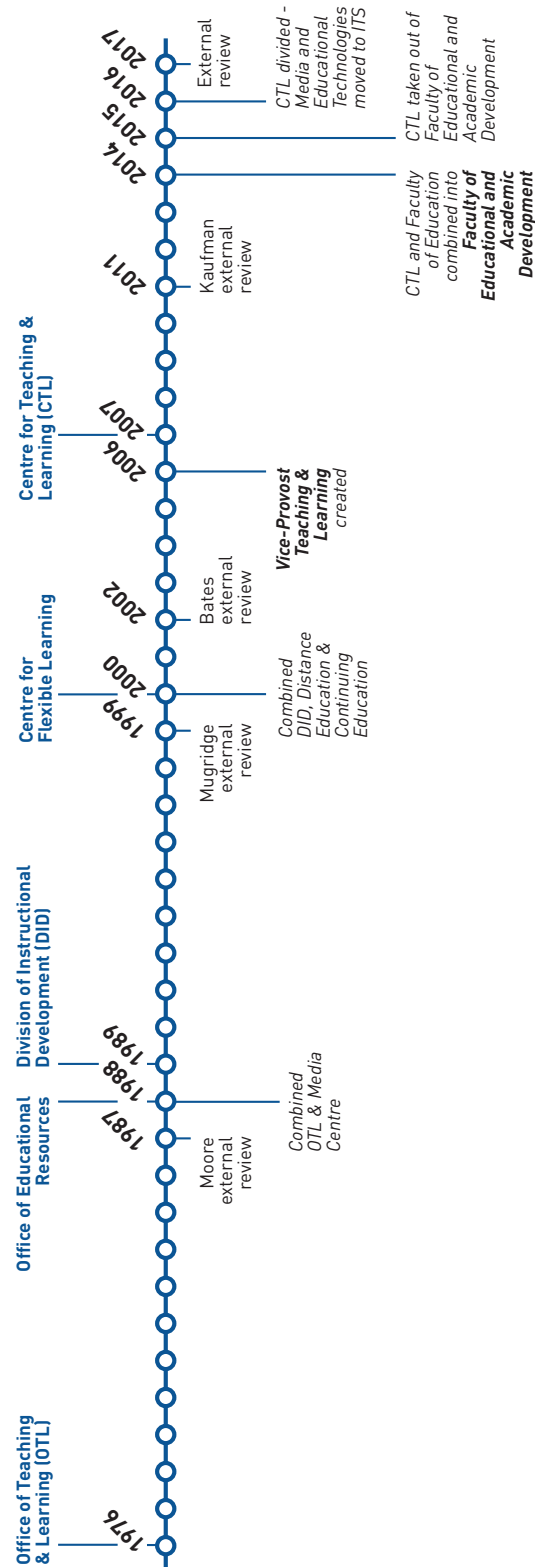 Office of Teaching
& Learning (OTL)
1976
Office of Educational
Resources
Division of Instructional
Development (DID)
1987
1988
1989
Moore
external
review
Combined
OTL & Media
Centre
Centre for
Flexible Learning
1999
2000
2002
Mugridge
external
review
Combined
DID, Distance
Education &
Continuing
Education
Bates
external
review
Centre for Teaching &
Learning (CTL)
2006
2007
Vice-Provost
Teaching &
Learning
created
2011
Kaufman
external
review
2014
2015
2016
2017
CTL and Faculty
of Education
combined into
Faculty of
Educational and
Academic
Development
CTL taken out of
Faculty of
Educational and
Academic
Development
CTL divided -
Media and
Educational
Technologies
moved to ITS
External
review